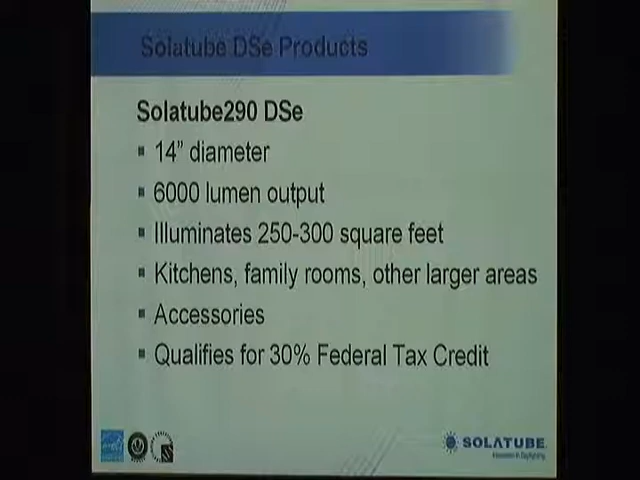 Solatube DSe Products
Solatube290 DSe
14" diameter
6000 lumen output
Illuminates 250-300 square feet
Kitchens, family rooms, other larger areas
Accessories
Qualifies for 30% Federal Tax Credit
SOLATUBE